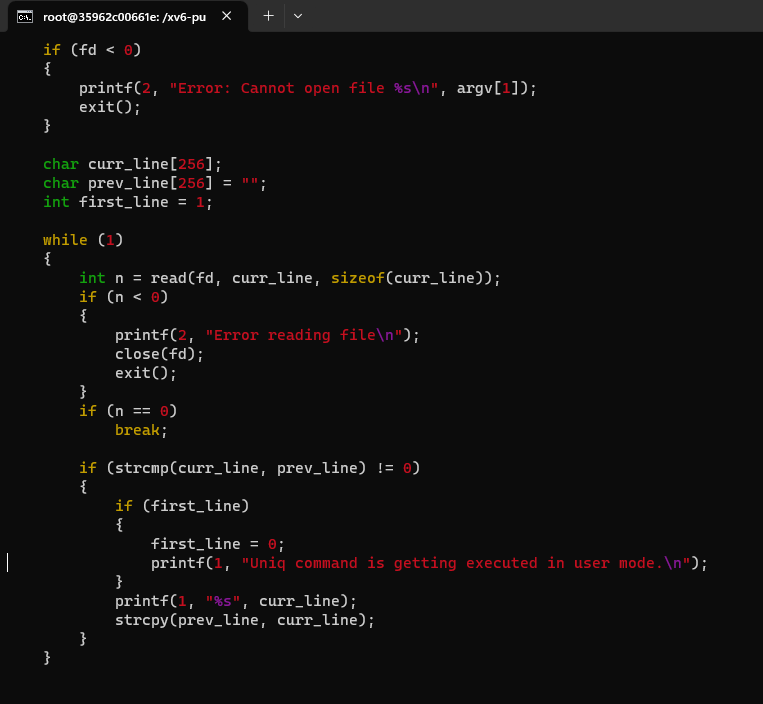 root@35962c00661e: /xv6-pu
    if (fd < 0)
    {
        printf(2, "Error: Cannot open file %s\n", argv[1]);
        exit();
    }

    char curr_line[256];
    char prev_line[256] = "";
    int first_line = 1;

    while (1)
    {
        int n = read(fd, curr_line, sizeof(curr_line));
        if (n < 0)
        {
            printf(2, "Error reading file\n");
            close(fd);
            exit();
        }
        if (n == 0)
            break;

        if (strcmp(curr_line, prev_line) != 0)
        {
            if (first_line)
            {
                first_line = 0;
                printf(1, "Uniq command is getting executed in user mode.\n");
            }
            printf(1, "%s", curr_line);
            strcpy(prev_line, curr_line);
        }
    }